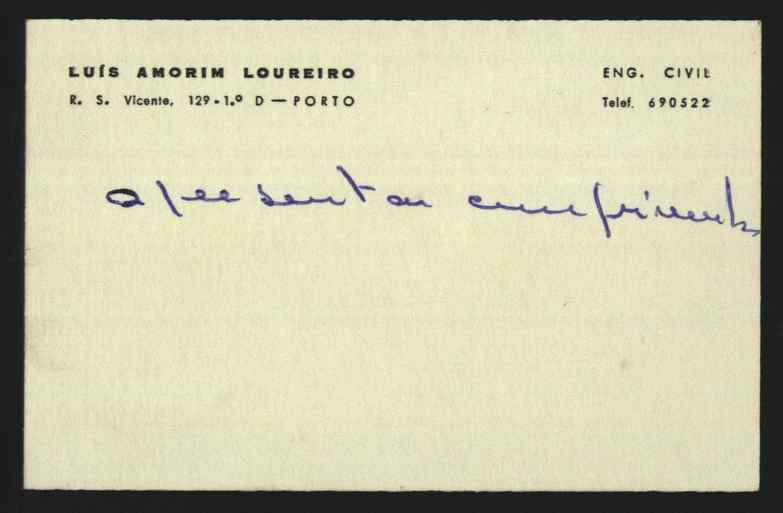 LUÍS AMORIM LOUREIRO
ENG. CIVIL
R. S. Vicente, 129-1.º D — PORTO
Telef. 690522
apresentar cumprimentos